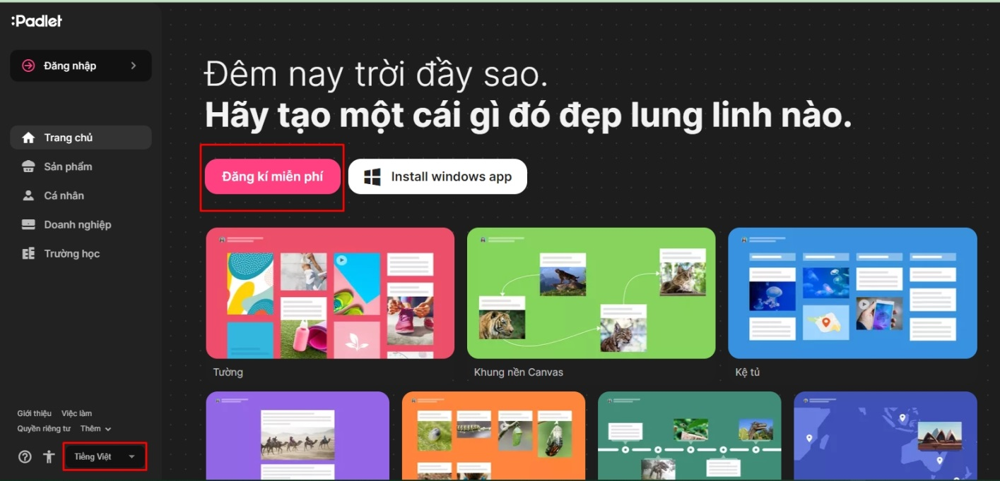 :Padlet
Đăng nhập
Trang chủ
Sản phẩm
Cá nhân
Doanh nghiệp
Trường học
Giới thiệu Việc làm
Quyền riêng tư Thêm
Tiếng Việt
Đêm nay trời đầy sao.
Hãy tạo một cái gì đó đẹp lung linh nào.
Đăng kí miễn phí
Install windows app
Tường
Khung nền Canvas
Kệ tủ